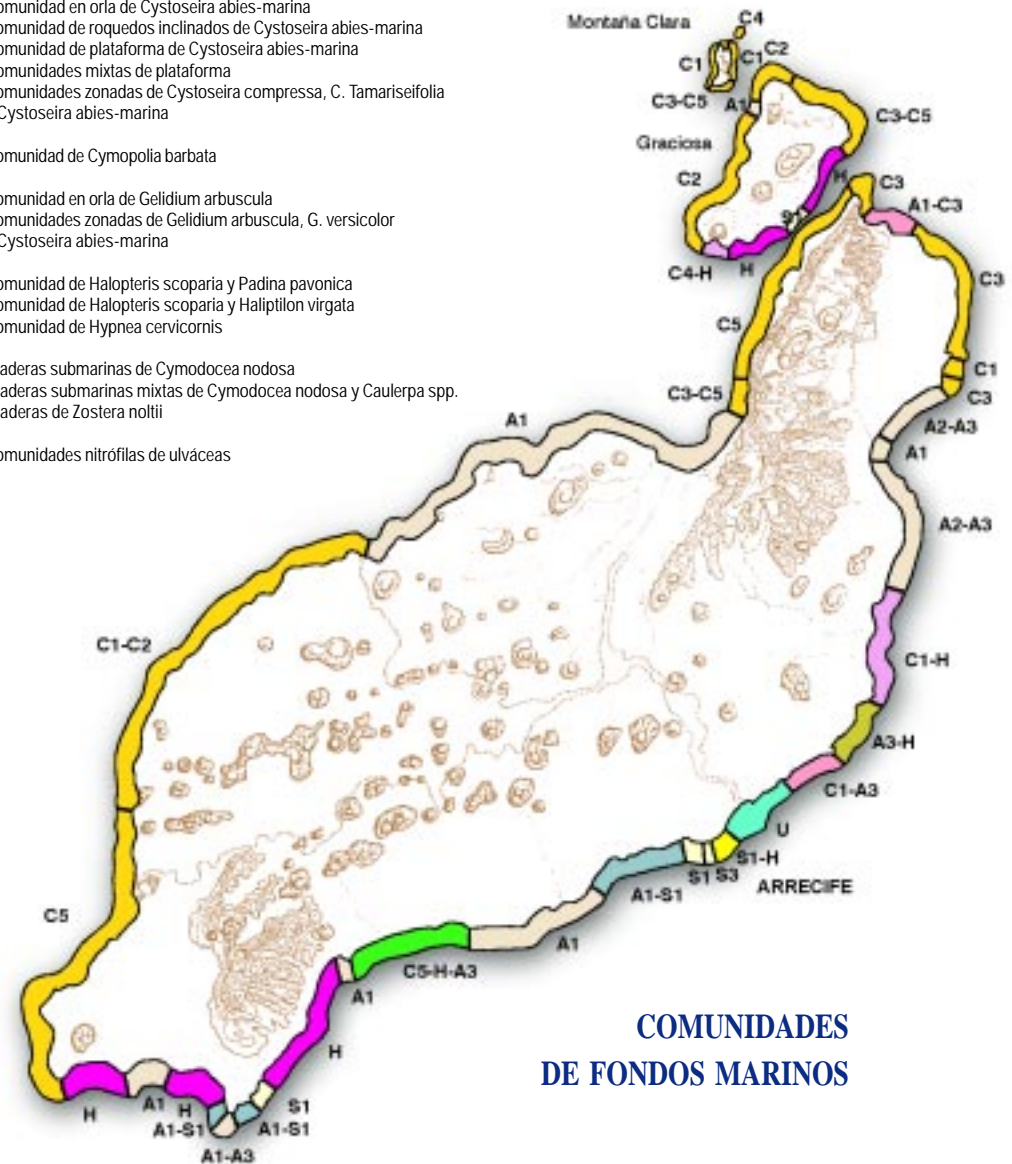 omunidad en orla de Cystoseira abies-marina
omunidad de roquedos inclinados de Cystoseira abies-marina
omunidad de plataforma de Cystoseira abies-marina
omunidades mixtas de plataforma
omunidades zonadas de Cystoseira compressa, C. Tamariseifolia
Cystoseira abies-marina
omunidad de Cymopolia barbata
omunidad en orla de Gelidium arbuscula
omunidades zonadas de Gelidium arbuscula, G. versicolor
Cystoseira abies-marina
omunidad de Halopteris scoparia y Padina pavonica
omunidad de Halopteris scoparia y Haliptilon virgata
omunidad de Hypnea cervicornis
aderas submarinas de Cymodocea nodosa
aderas submarinas mixtas de Cymodocea nodosa y Caulerpa spp.
aderas de Zostera noltii
omunidades nitrófilas de ulváceas
Montaña Clara
C4
C1
C1
C2
C3-C5
A1
C3-C5
Graciosa
C2
H
C3
S1
A1-C3
C4-H
H
C3
C5
C1
C3-C5
C3
A1
A2-A3
A1
A2-A3
C1-C2
C1-H
A3-H
C1-A3
U
S1-H
S1
S3
ARRECIFE
A1-S1
C5
A1
C5-H-A3
A1
H
H
A1
H
S1
A1-S1
A1-S1
A1-A3
COMUNIDADES
DE FONDOS MARINOS